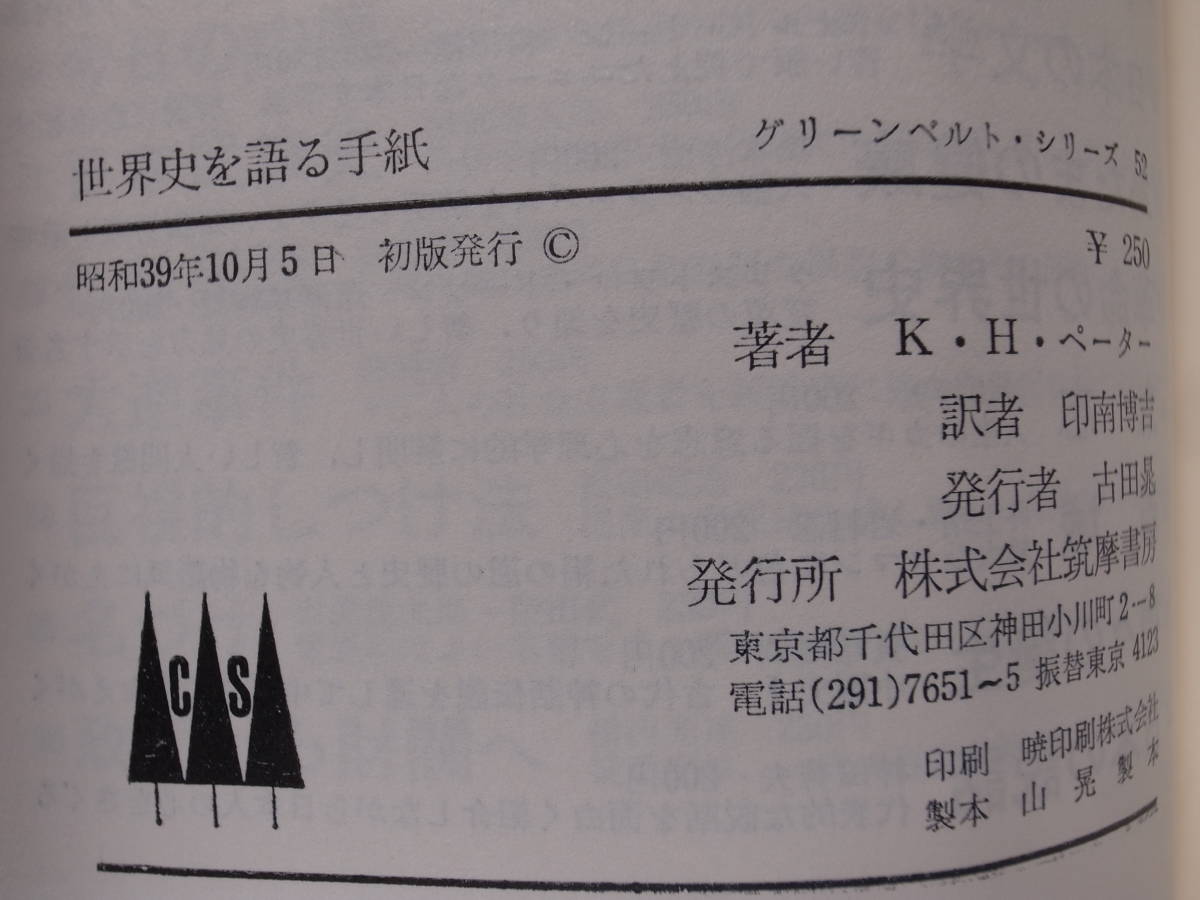 世界史を語る手紙
グリーンベルト・シリーズ 52
昭和39年10月5日 初版発行 ©
¥ 250
著者 K・H・ペーター
訳者 印南博吉
発行者 古田晁
発行所 株式会社筑摩書房
東京都千代田区神田小川町2-8
電話(291)7651~5 振替東京4123
印刷 暁印刷株式会社
製本 山晃製本
CS